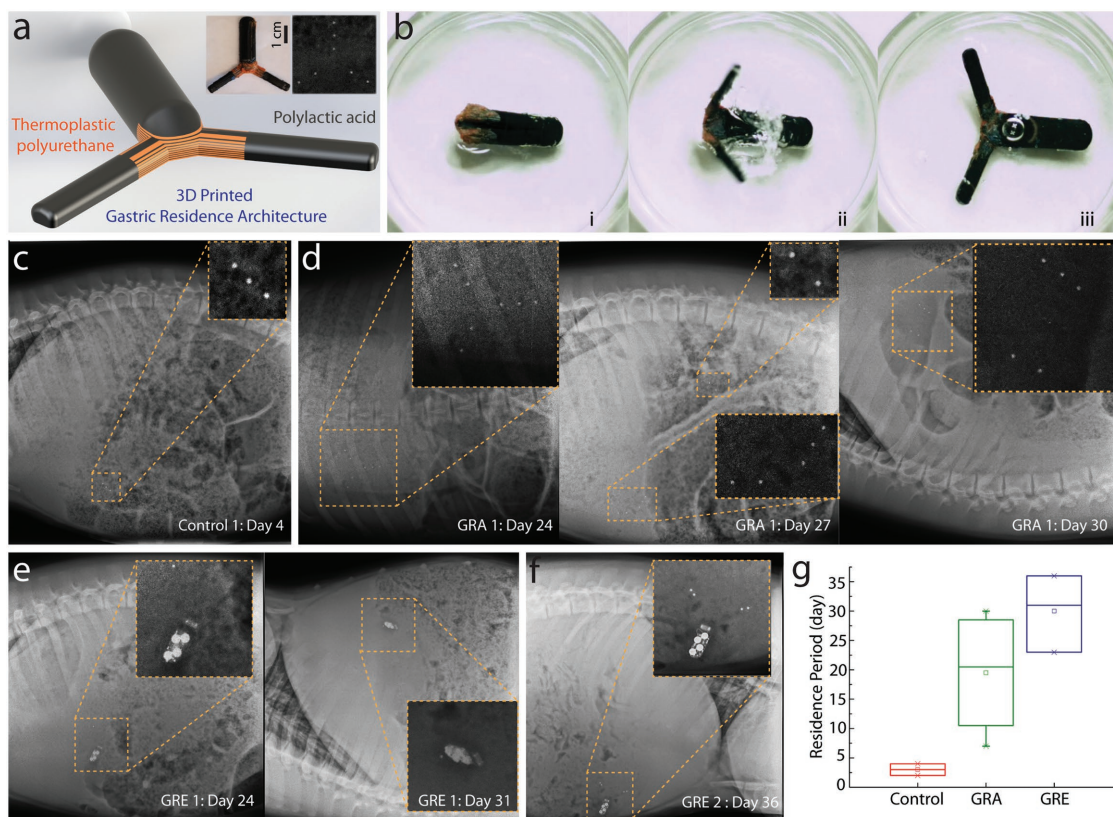 a
1 cm
Thermoplastic
polyurethane
Polylactic acid
3D Printed
Gastric Residence Architecture
b
i
ii
iii
c
Control 1: Day 4
d
GRA 1: Day 24
GRA 1: Day 27
GRA 1: Day 30
e
GRE 1: Day 24
GRE 1: Day 31
f
GRE 2 : Day 36
g
Residence Period (day)
35
30
25
20
15
10
5
0
Control
GRA
GRE